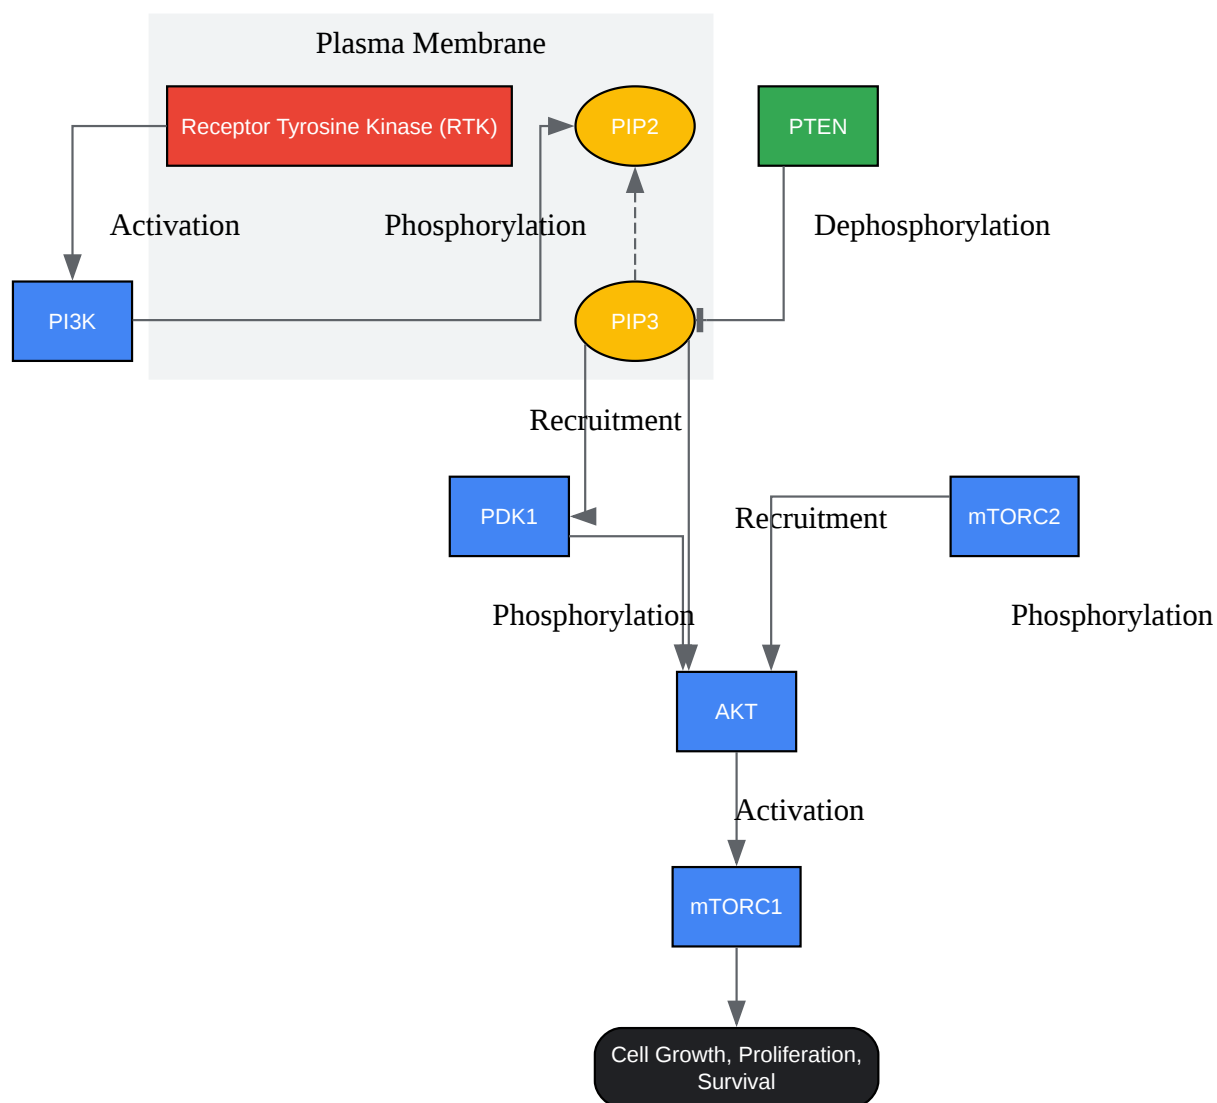 Plasma Membrane
Receptor Tyrosine Kinase (RTK)
PIP2
PTEN
Activation
Phosphorylation
Dephosphorylation
PI3K
PIP3
Recruitment
PDK1
Recruitment
mTORC2
Phosphorylation
Phosphorylation
AKT
Activation
mTORC1
Cell Growth, Proliferation,
Survival